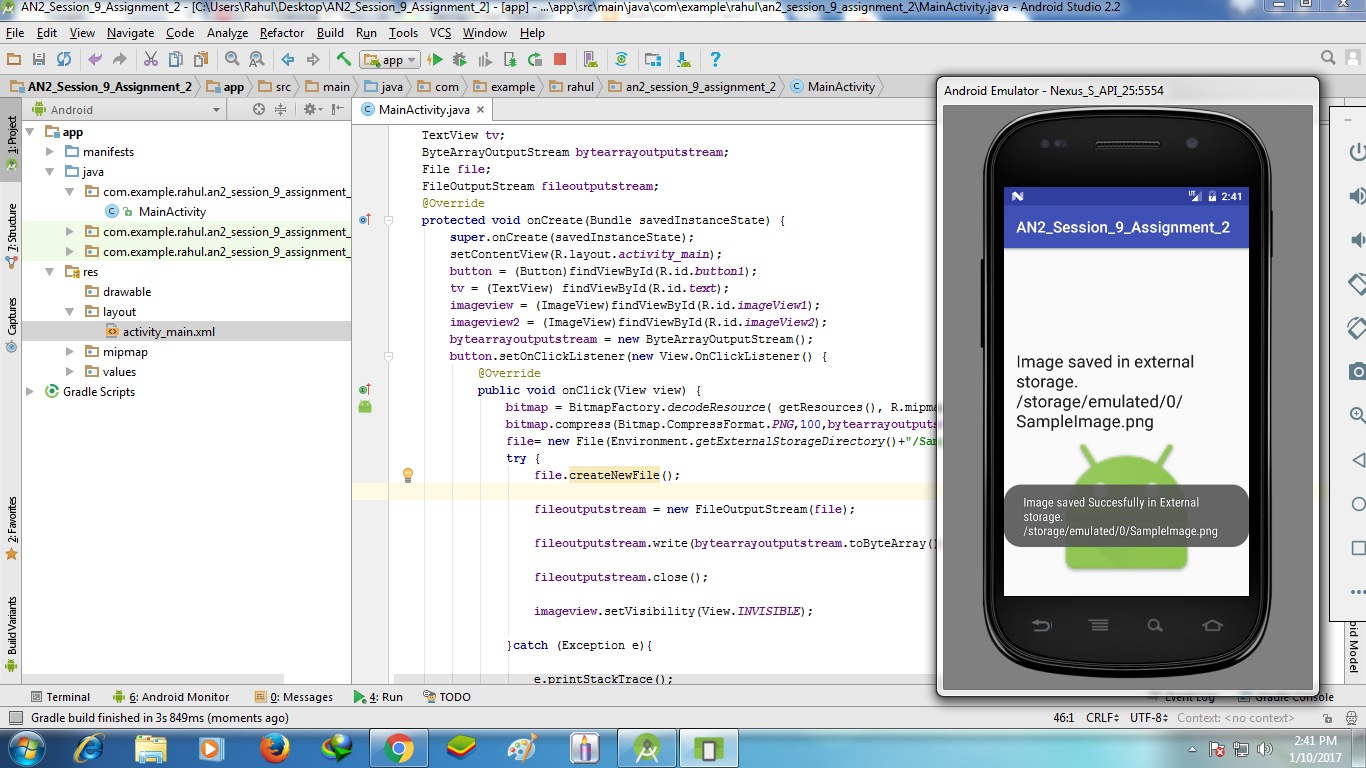 AN2_Session_9_Assignment_2 - [C:\Users\Rahul\Desktop\AN2_Session_9_Assignment_2] - [app] - ...\app\src\main\java\com\example\rahul\an2_session_9_assignment_2\MainActivity.java - Android Studio 2.2
File Edit View Navigate Code Analyze Refactor Build Run Tools VCS Window Help
app
AN2_Session_9_Assignment_2 app src main java com example rahul an2_session_9_assignment_2 MainActivity
Android
MainActivity.java
1: Project
7: Structure
Captures
2: Favorites
Build Variants
app
manifests
java
com.example.rahul.an2_session_9_assignment_
MainActivity
com.example.rahul.an2_session_9_assignment_
com.example.rahul.an2_session_9_assignment_
res
drawable
layout
activity_main.xml
mipmap
values
Gradle Scripts
TextView tv;
ByteArrayOutputStream bytearrayoutputstream;
File file;
FileOutputStream fileoutputstream;
@Override
protected void onCreate(Bundle savedInstanceState) {
super.onCreate(savedInstanceState);
setContentView(R.layout.activity_main);
button = (Button)findViewById(R.id.button1);
tv = (TextView) findViewById(R.id.text);
imageview = (ImageView)findViewById(R.id.imageView1);
imageview2 = (ImageView)findViewById(R.id.imageView2);
bytearrayoutputstream = new ByteArrayOutputStream();
button.setOnClickListener(new View.OnClickListener() {
@Override
public void onClick(View view) {
bitmap = BitmapFactory.decodeResource( getResources(), R.mipma
bitmap.compress(Bitmap.CompressFormat.PNG,100,bytearrayoutputs
file= new File(Environment.getExternalStorageDirectory()+"/Sam
try {
file.createNewFile();
fileoutputstream = new FileOutputStream(file);
fileoutputstream.write(bytearrayoutputstream.toByteArray()
fileoutputstream.close();
imageview.setVisibility(View.INVISIBLE);
}catch (Exception e){
e.printStackTrace();
Android Emulator - Nexus_S_API_25:5554
2:41
AN2_Session_9_Assignment_2
Image saved in external
storage.
/storage/emulated/0/
SampleImage.png
Image saved Succesfully in External
storage.
/storage/emulated/0/SampleImage.png
oid Model
Terminal 6: Android Monitor 0: Messages 4: Run TODO Event Log Gradle Console
Gradle build finished in 3s 849ms (moments ago) 46:1 CRLF UTF-8 Context: <no context>
2:41 PM
1/10/2017